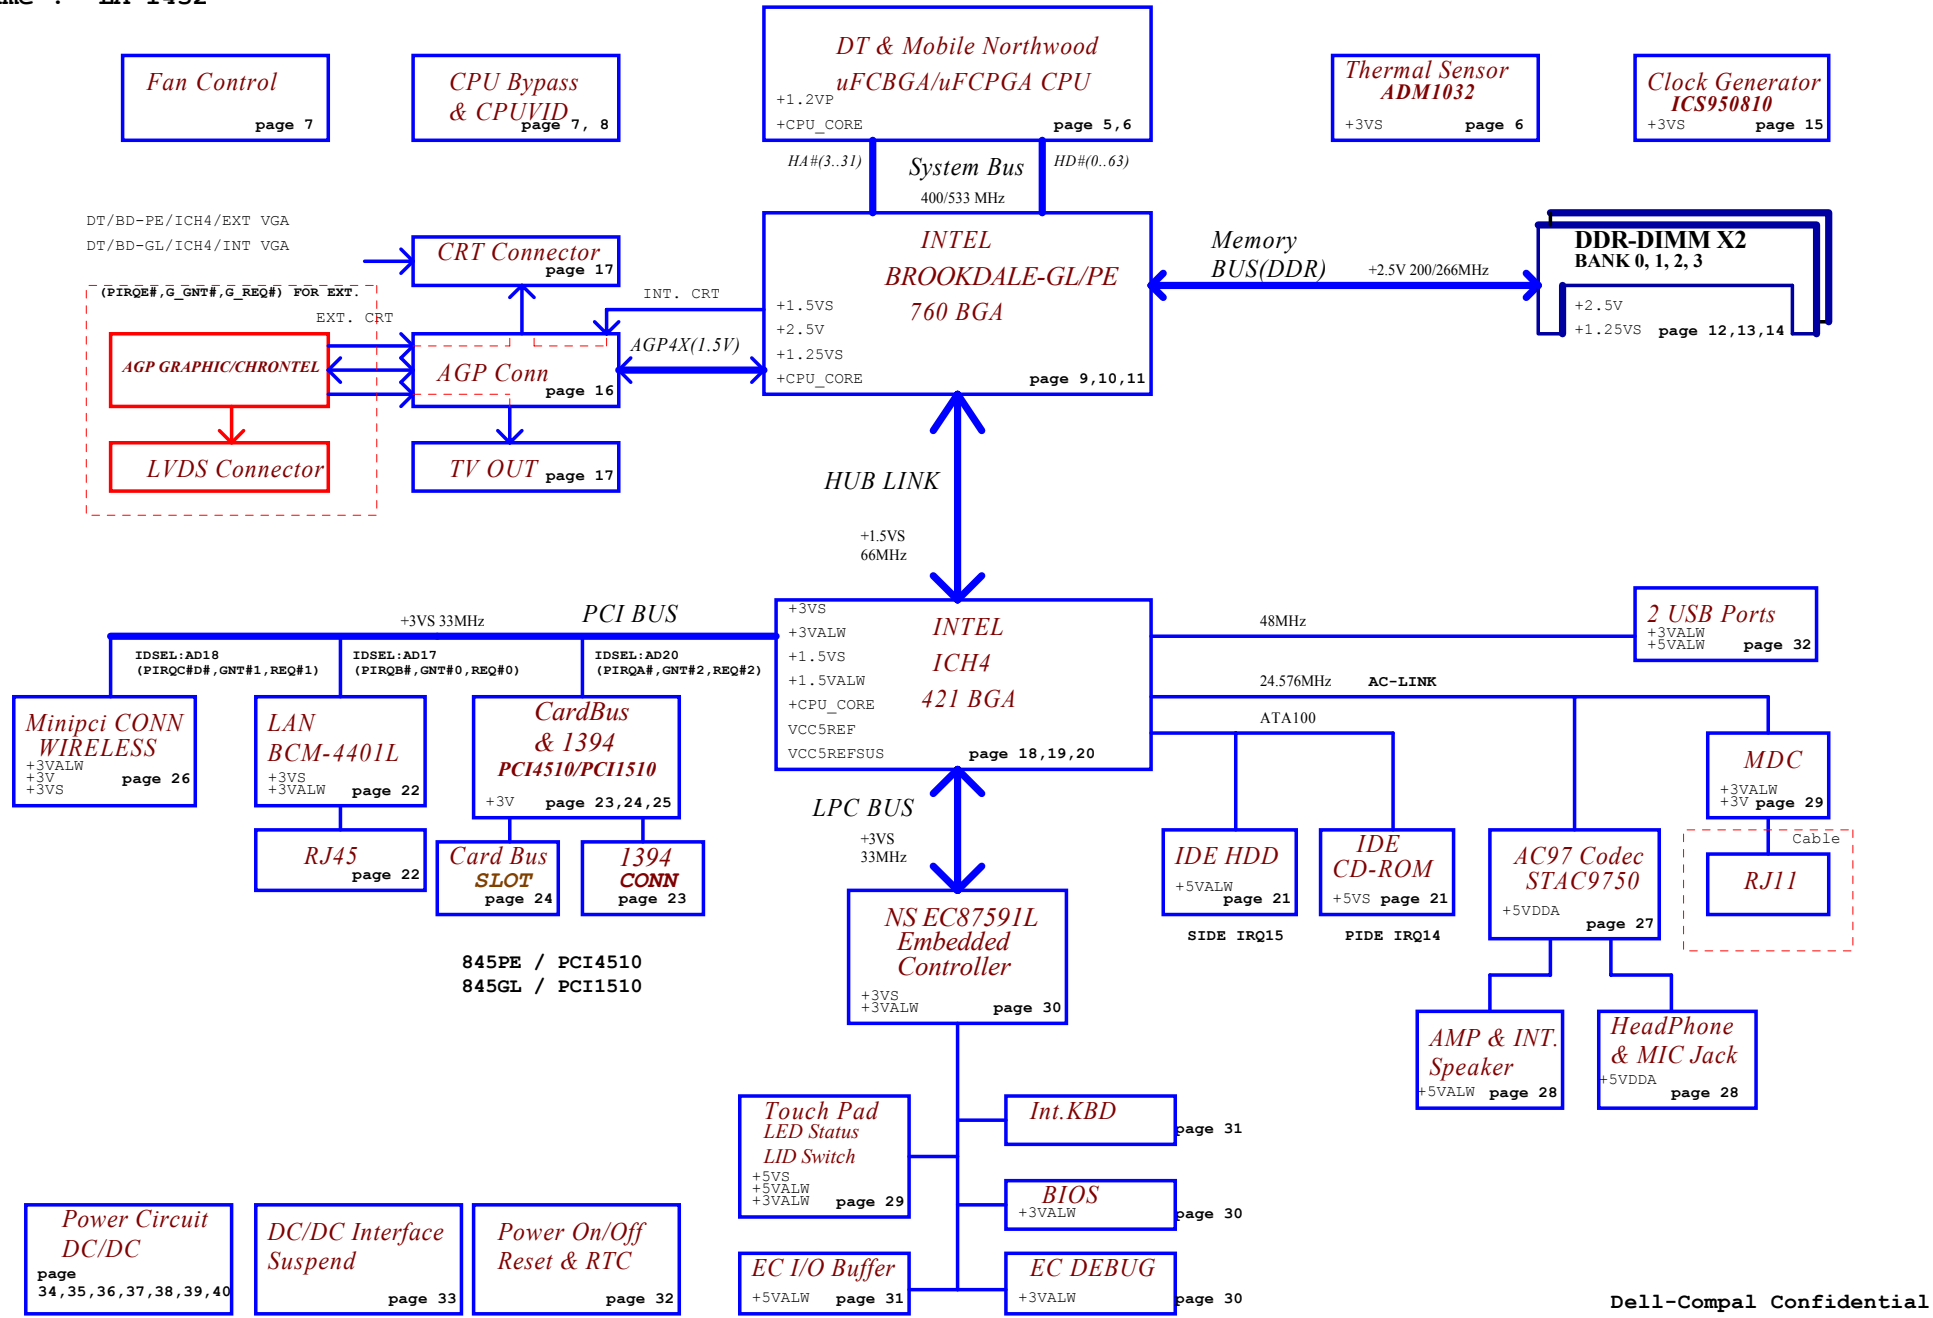 LA-1452
Fan Control
page 7
CPU Bypass
& CPUVID
page 7, 8
DT & Mobile Northwood
uFCBGA/uFCPGA CPU
+1.2VP
+CPU_CORE
page 5,6
Thermal Sensor
ADM1032
+3VS
page 6
Clock Generator
ICS950810
+3VS
page 15
HA#(3..31)
System Bus
HD#(0..63)
400/533 MHz
DT/BD-PE/ICH4/EXT VGA
DT/BD-GL/ICH4/INT VGA
CRT Connector
page 17
(PIRQE#,G_GNT#,G_REQ#) FOR EXT.
EXT. CRT
INT. CRT
AGP GRAPHIC/CHRONTEL
AGP Conn
page 16
AGP4X(1.5V)
LVDS Connector
TV OUT
page 17
INTEL
BROOKDALE-GL/PE
760 BGA
+1.5VS
+2.5V
+1.25VS
+CPU_CORE
page 9,10,11
Memory
BUS(DDR)
+2.5V 200/266MHz
DDR-DIMM X2
BANK 0, 1, 2, 3
+2.5V
+1.25VS
page 12,13,14
HUB LINK
+1.5VS
66MHz
+3VS 33MHz
PCI BUS
IDSEL:AD18
(PIRQC#D#,GNT#1,REQ#1)
IDSEL:AD17
(PIRQB#,GNT#0,REQ#0)
IDSEL:AD20
(PIRQA#,GNT#2,REQ#2)
+3VS
+3VALW
+1.5VS
+1.5VALW
+CPU_CORE
VCC5REF
VCC5REFSUS
INTEL
ICH4
421 BGA
page 18,19,20
48MHz
2 USB Ports
+3VALW
+5VALW
page 32
24.576MHz
AC-LINK
ATA100
Minipci CONN
WIRELESS
+3VALW
+3V
+3VS
page 26
LAN
BCM-4401L
+3VS
+3VALW
page 22
CardBus
& 1394
PCI4510/PCI1510
+3V
page 23,24,25
RJ45
page 22
Card Bus
SLOT
page 24
1394
CONN
page 23
845PE / PCI4510
845GL / PCI1510
LPC BUS
+3VS
33MHz
IDE HDD
+5VALW
page 21
SIDE IRQ15
IDE
CD-ROM
+5VS
page 21
PIDE IRQ14
AC97 Codec
STAC9750
+5VDDA
page 27
MDC
+3VALW
+3V
page 29
Cable
RJ11
NS EC87591L
Embedded
Controller
+3VS
+3VALW
page 30
AMP & INT.
Speaker
+5VALW
page 28
HeadPhone
& MIC Jack
+5VDDA
page 28
Touch Pad
LED Status
LID Switch
+5VS
+5VALW
+3VALW
page 29
Int.KBD
page 31
BIOS
+3VALW
page 30
EC I/O Buffer
+5VALW
page 31
EC DEBUG
+3VALW
page 30
Power Circuit
DC/DC
page
34,35,36,37,38,39,40
DC/DC Interface
Suspend
page 33
Power On/Off
Reset & RTC
page 32
Dell-Compal Confidential